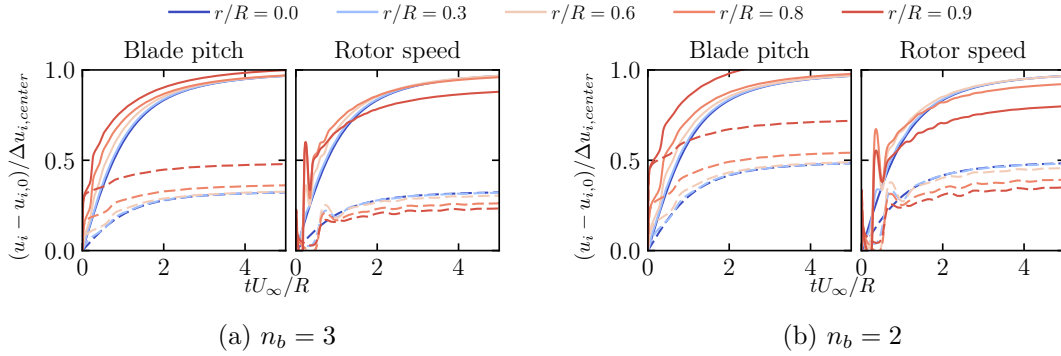 r/R = 0.0 r/R = 0.3 r/R = 0.6 r/R = 0.8 r/R = 0.9
Blade pitch Rotor speed Blade pitch Rotor speed
(u_i − u_{i,0})/Δu_{i,center} (u_i − u_{i,0})/Δu_{i,center}
1.0 1.0
0.5 0.5
0.0 0.0
0 2 4 0 2 4 0 2 4 0 2 4
tU_∞/R tU_∞/R
(a) n_b = 3 (b) n_b = 2